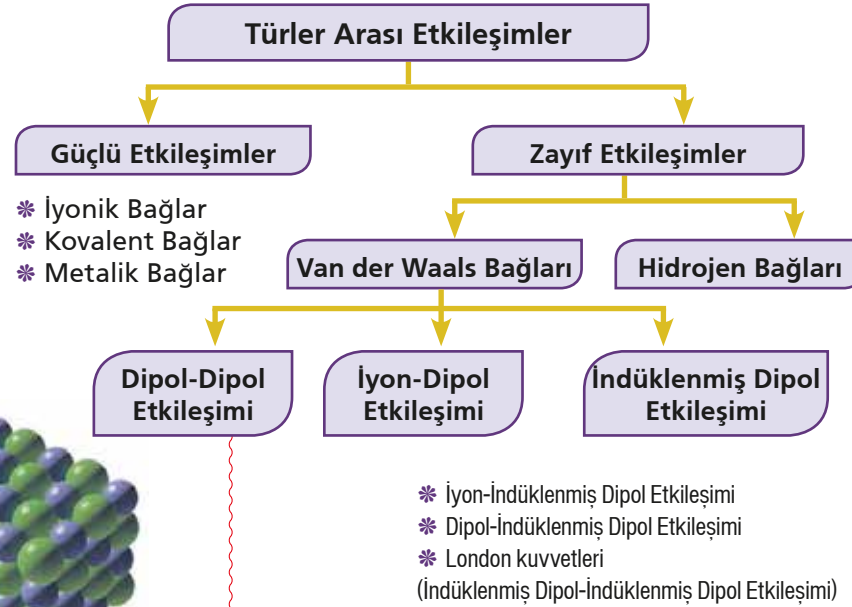 Türler Arası Etkileşimler
Güçlü Etkileşimler
Zayıf Etkileşimler
❊ İyonik Bağlar
❊ Kovalent Bağlar
❊ Metalik Bağlar
Van der Waals Bağları
Hidrojen Bağları
Dipol-Dipol
Etkileşimi
İyon-Dipol
Etkileşimi
İndüklenmiş Dipol
Etkileşimi
❊ İyon-İndüklenmiş Dipol Etkileşimi
❊ Dipol-İndüklenmiş Dipol Etkileşimi
❊ London kuvvetleri
(İndüklenmiş Dipol-İndüklenmiş Dipol Etkileşimi)